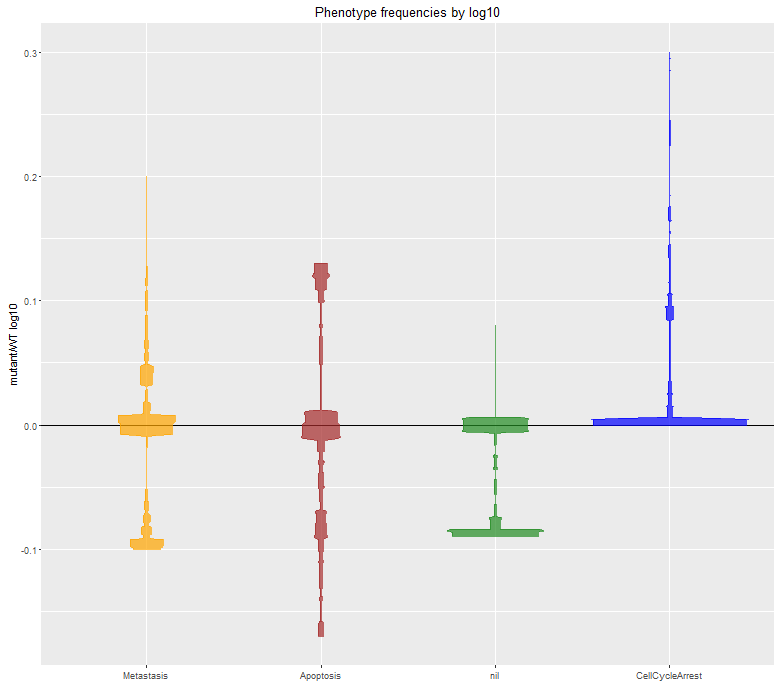 Phenotype frequencies by log10
mutant/WT log10
0.3
0.2
0.1
0.0
-0.1
Metastasis Apoptosis nil CellCycleArrest